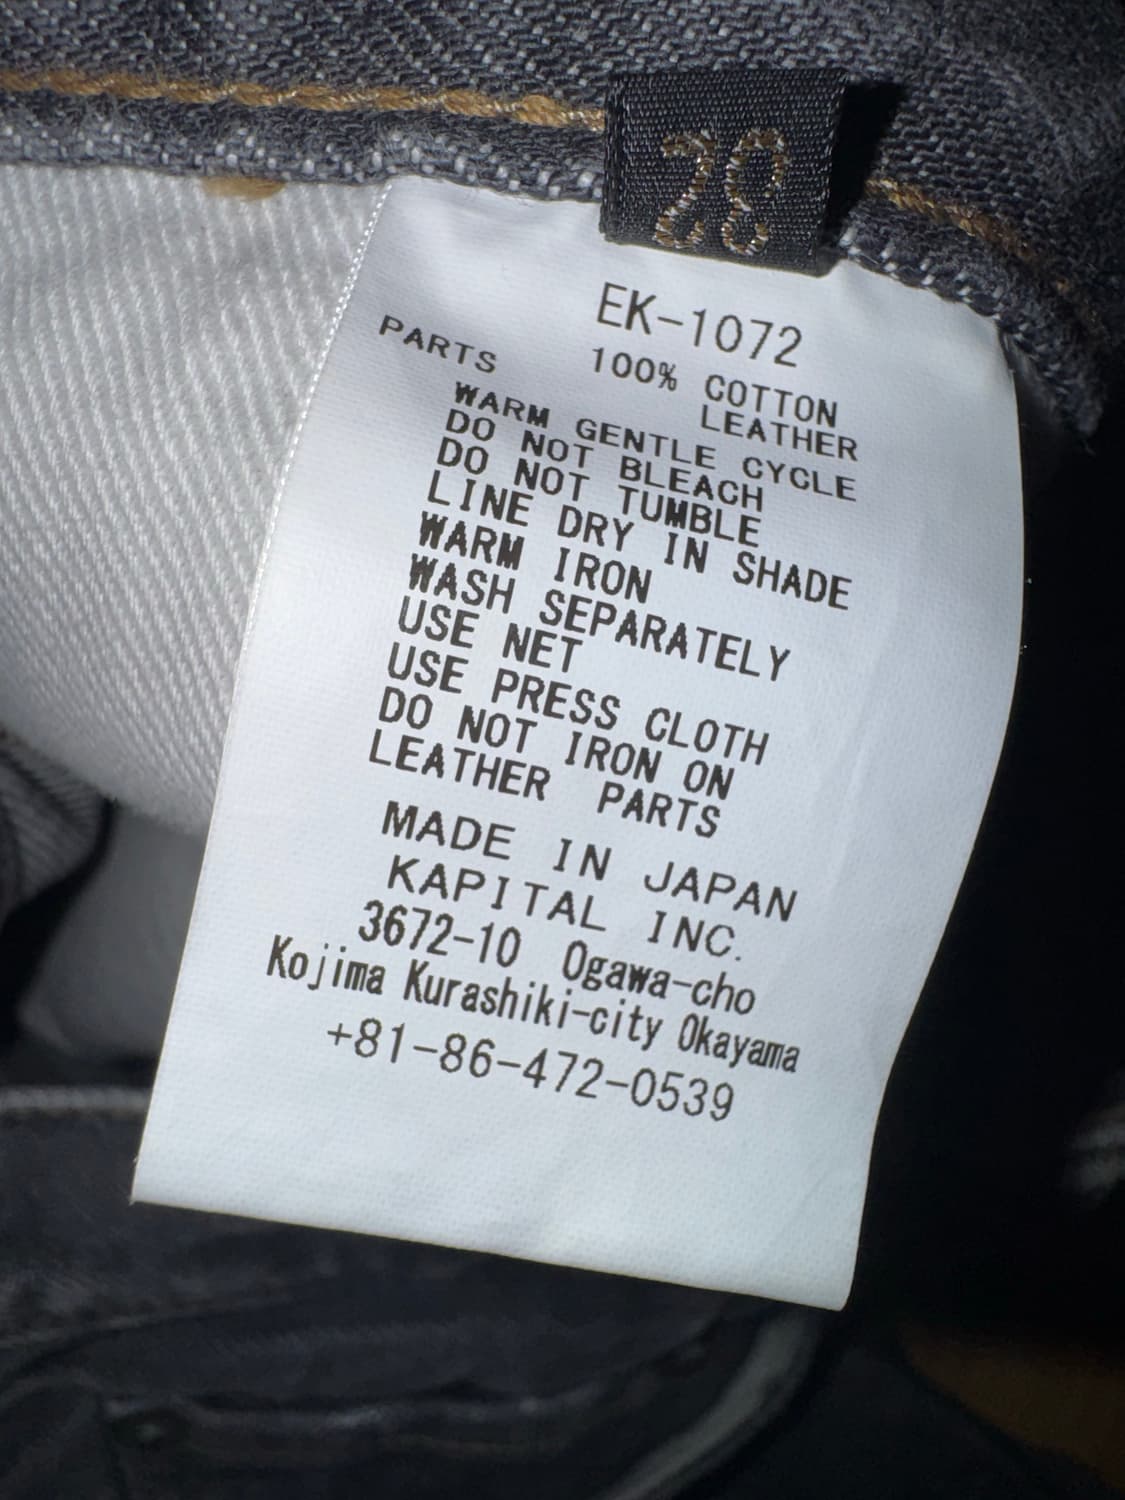 28
EK-1072
100% COTTON
PARTS LEATHER
WARM GENTLE CYCLE
DO NOT BLEACH
DO NOT TUMBLE
LINE DRY IN SHADE
WARM IRON
WASH SEPARATELY
USE NET
USE PRESS CLOTH
DO NOT IRON ON
LEATHER PARTS
MADE IN JAPAN
KAPITAL INC.
3672-10 Ogawa-cho
Kojima Kurashiki-city Okayama
+81-86-472-0539